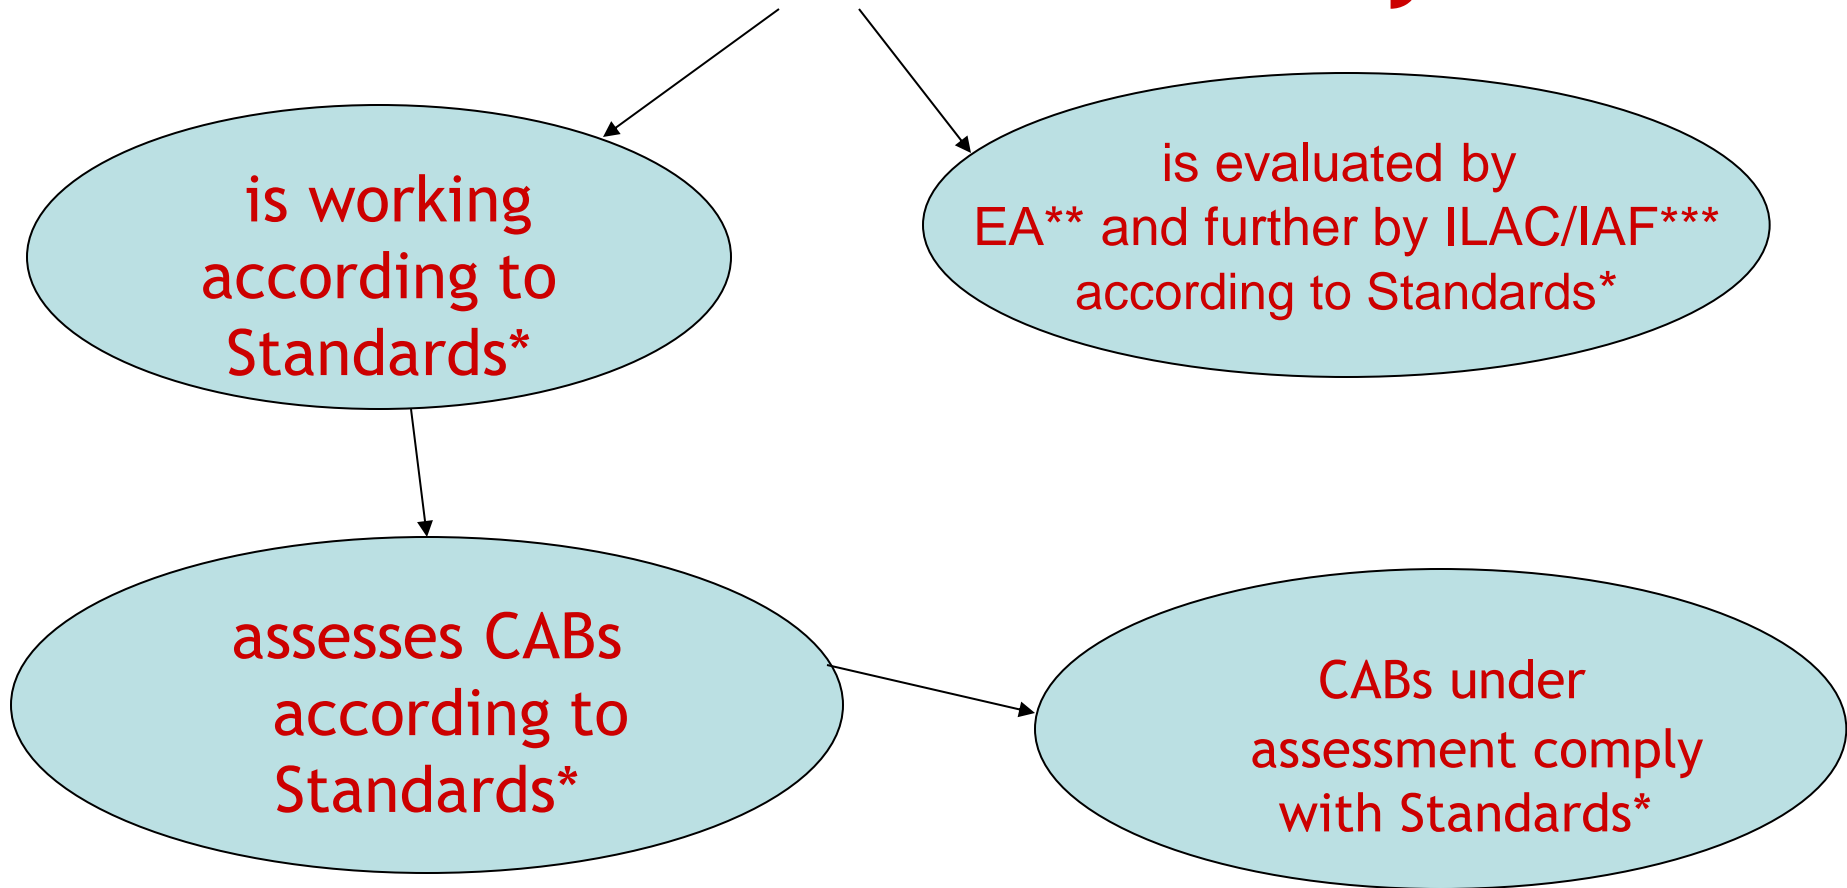 is working
according to
Standards*
is evaluated by
EA** and further by ILAC/IAF***
according to Standards*
assesses CABs
according to
Standards*
CABs under
assessment comply
with Standards*